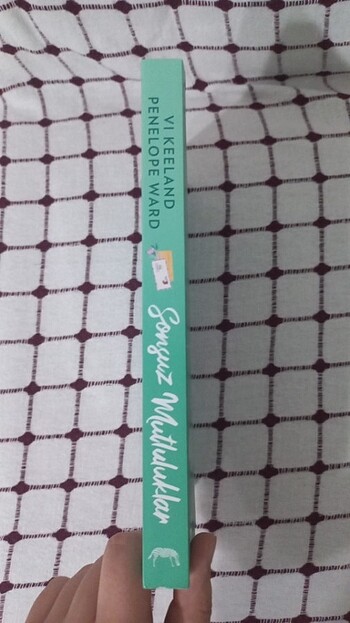 VI KEELAND
PENELOPE WARD
Sonsuz Mutluluklar